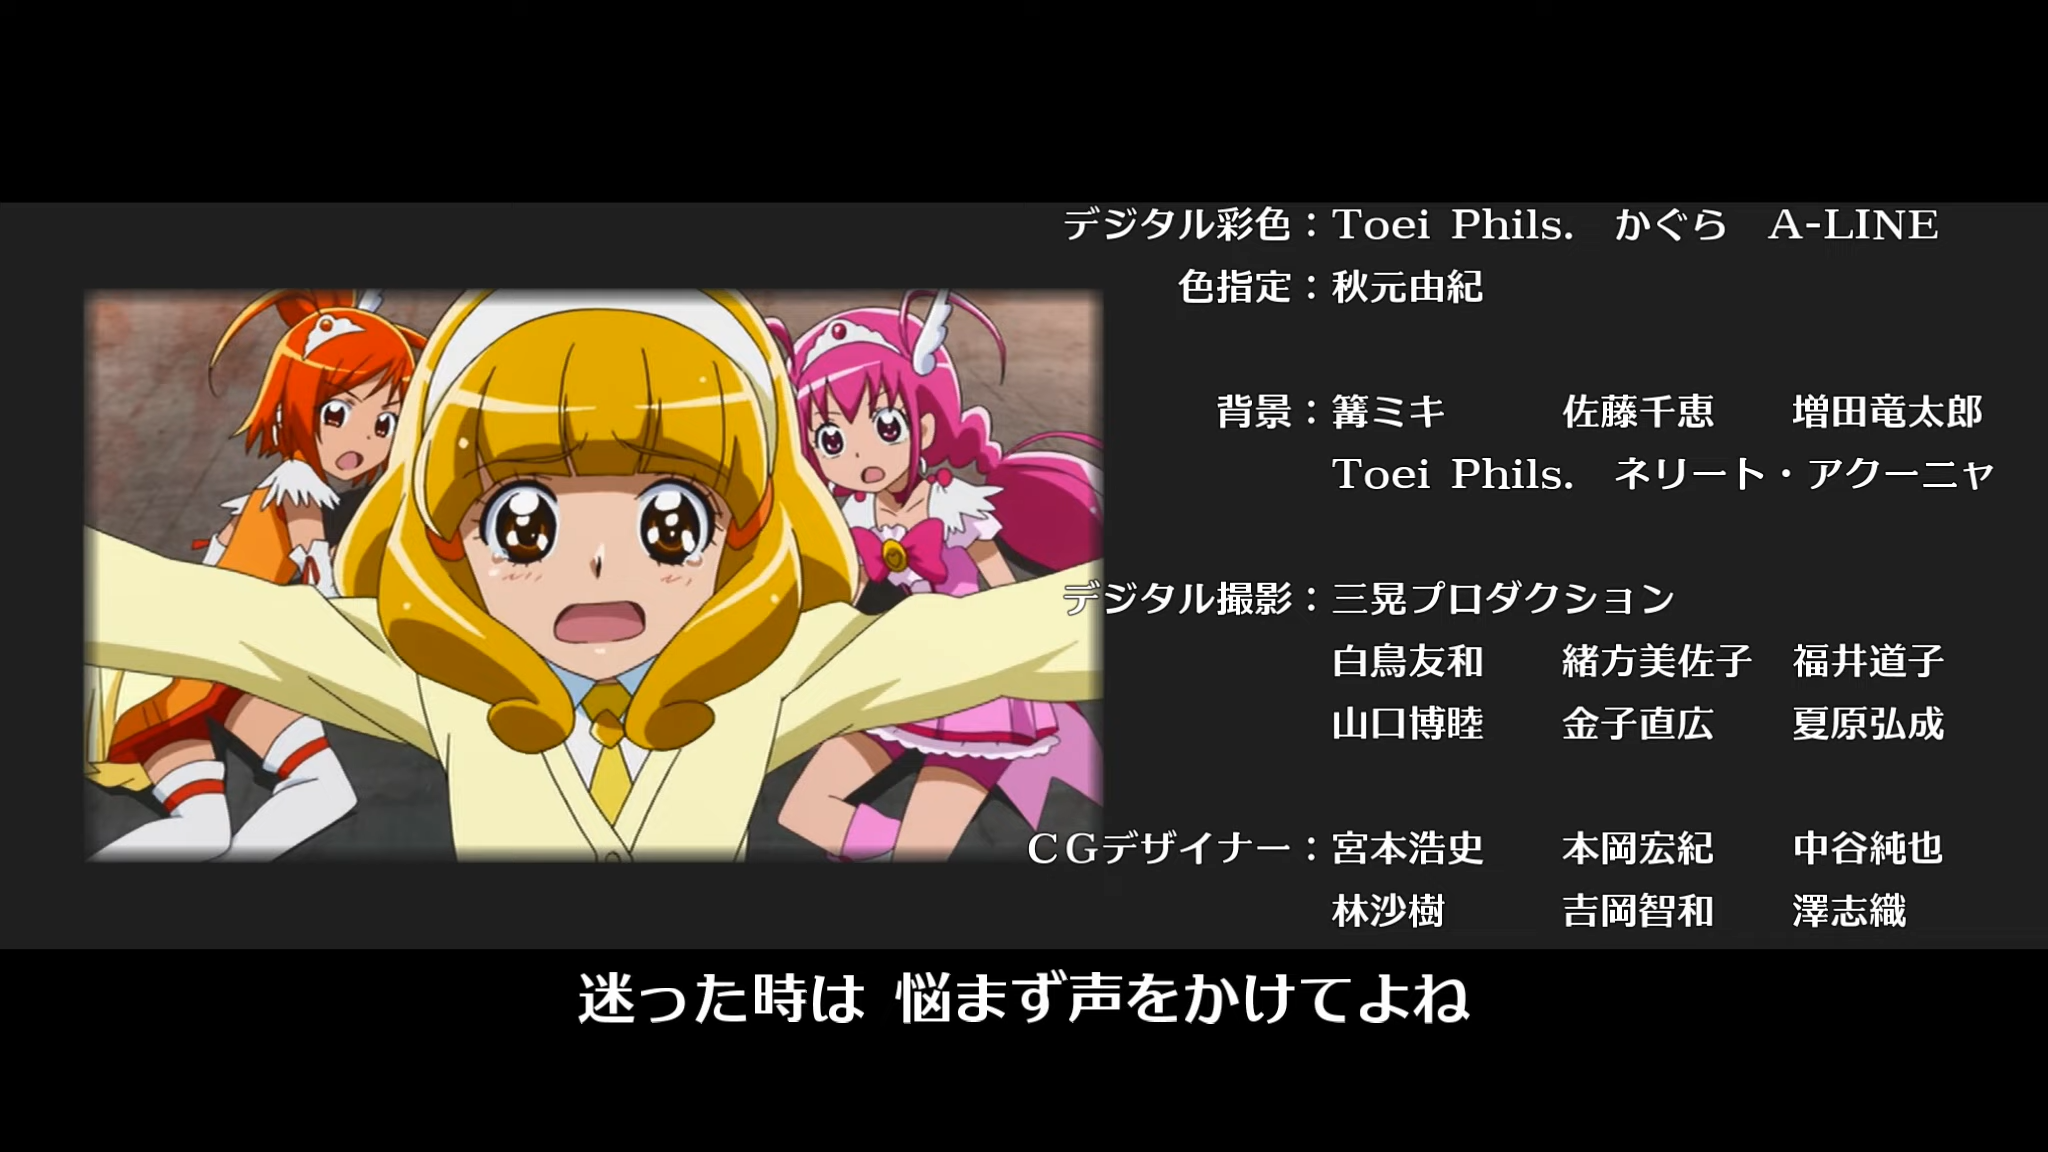 デジタル彩色：Toei Phils.　かぐら　A-LINE
色指定：秋元由紀
背景：篝ミキ　佐藤千恵　増田竜太郎
Toei Phils.　ネリート・アクーニャ
デジタル撮影：三晃プロダクション
白鳥友和　緒方美佐子　福井道子
山口博睦　金子直広　夏原弘成
ＣＧデザイナー：宮本浩史　本岡宏紀　中谷純也
林沙樹　吉岡智和　澤志織
迷った時は 悩まず声をかけてよね